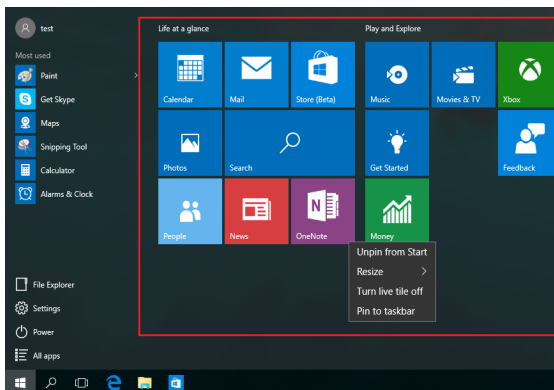 test
Most used
Paint
Get Skype
Maps
Snipping Tool
Calculator
Alarms & Clock
File Explorer
Settings
Power
All apps
Life at a glance
Calendar
Mail
Store (Beta)
Photos
Search
People
News
OneNote
Play and Explore
Music
Movies & TV
Xbox
Get Started
Feedback
Money
Unpin from Start
Resize
Turn live tile off
Pin to taskbar